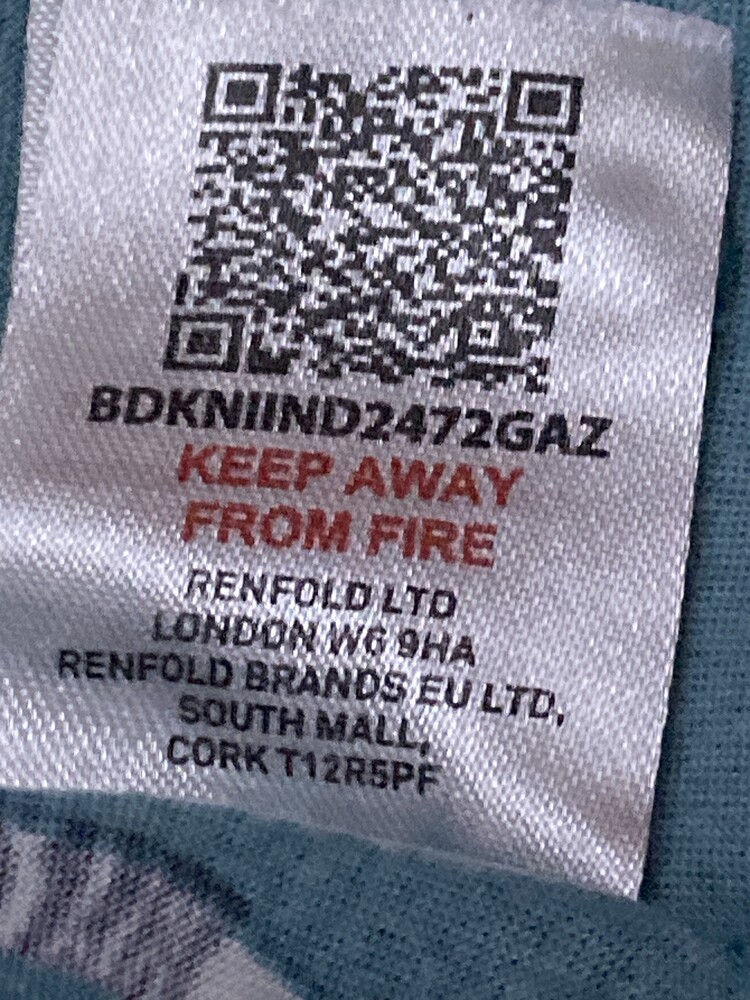 BDKNIIND2472GAZ
KEEP AWAY
FROM FIRE
RENFOLD LTD
LONDON W6 9HA
RENFOLD BRANDS EU LTD,
SOUTH MALL,
CORK T12R5PF